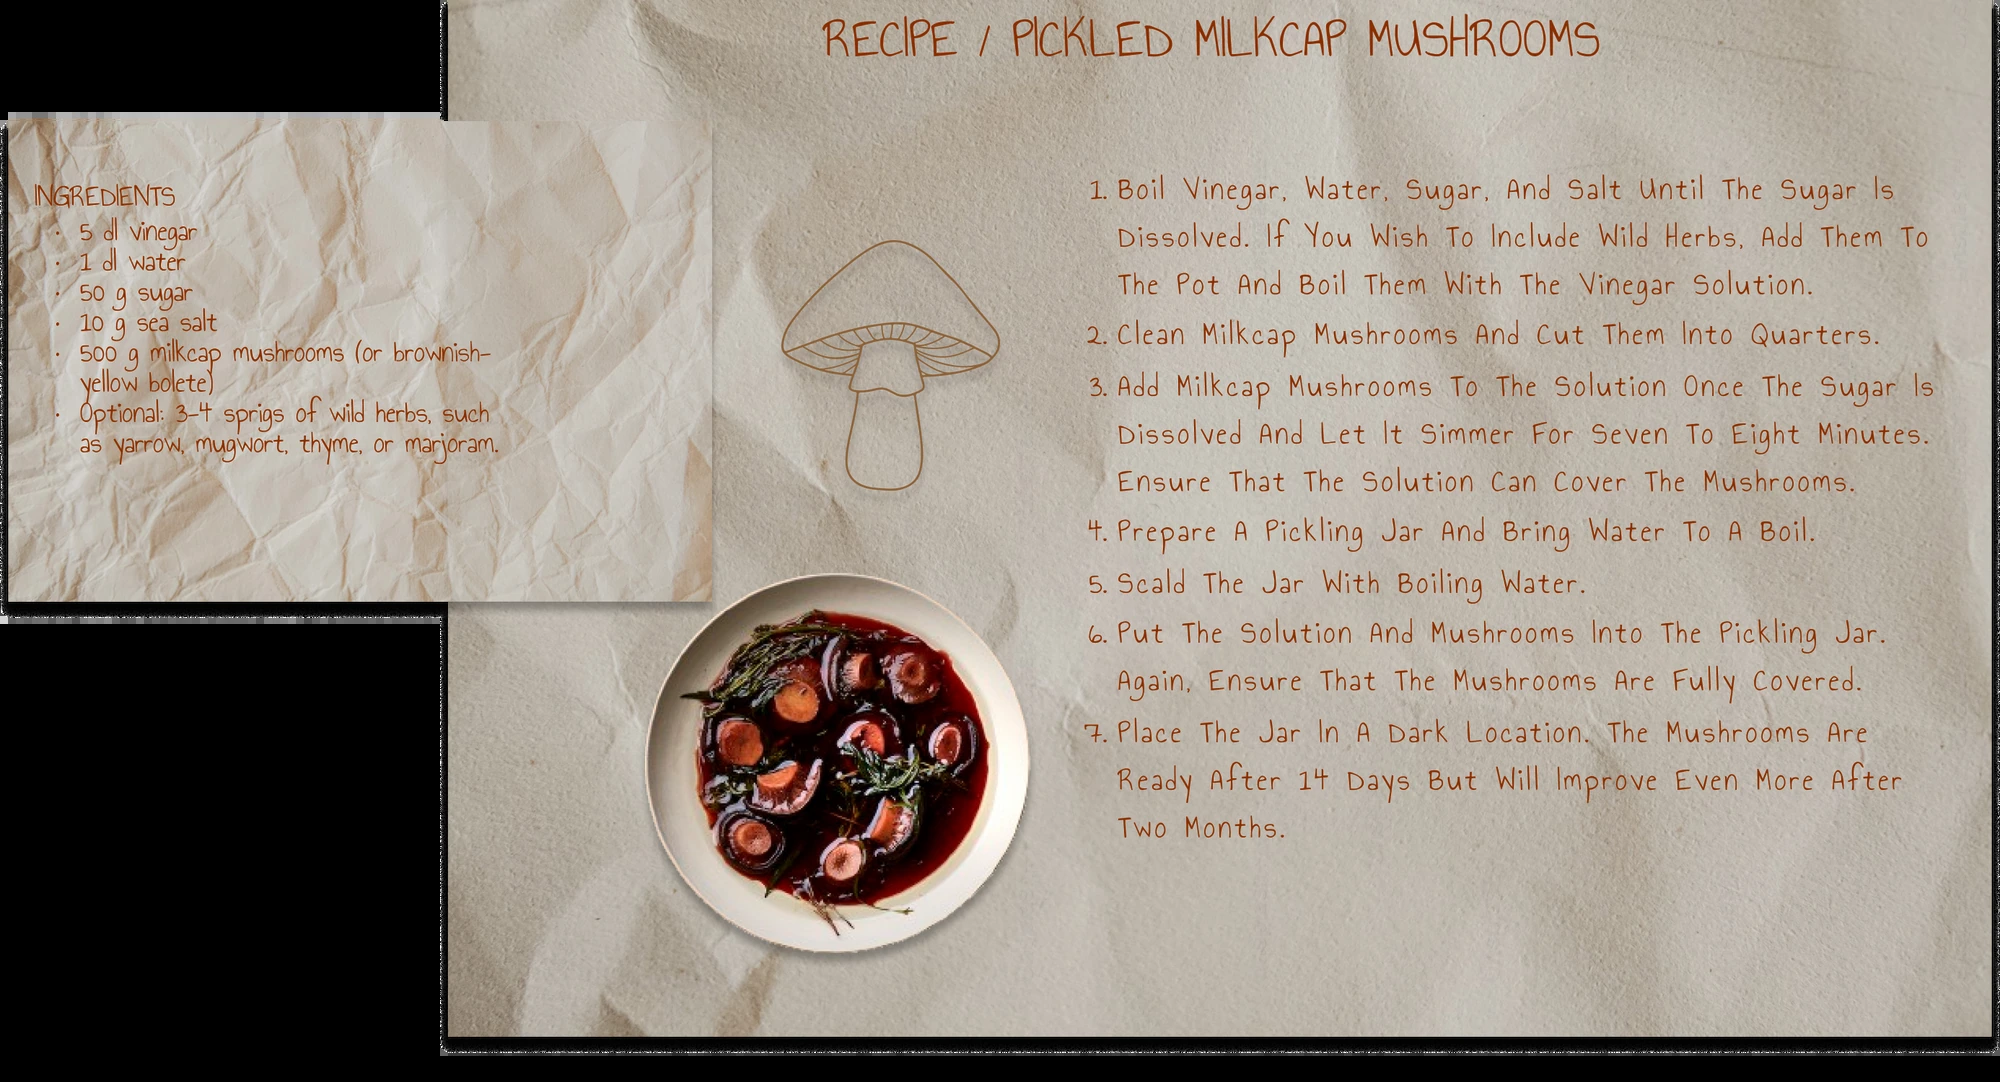 RECIPE / PICKLED MILKCAP MUSHROOMS
INGREDIENTS
· 5 dl vinegar
· 1 dl water
· 50 g sugar
· 10 g sea salt
· 500 g milkcap mushrooms (or brownish-
yellow bolete)
· Optional: 3-4 sprigs of wild herbs, such
as yarrow, mugwort, thyme, or marjoram.
1. Boil Vinegar, Water, Sugar, And Salt Until The Sugar Is
Dissolved. If You Wish To Include Wild Herbs, Add Them To
The Pot And Boil Them With The Vinegar Solution.
2. Clean Milkcap Mushrooms And Cut Them Into Quarters.
3. Add Milkcap Mushrooms To The Solution Once The Sugar Is
Dissolved And Let It Simmer For Seven To Eight Minutes.
Ensure That The Solution Can Cover The Mushrooms.
4. Prepare A Pickling Jar And Bring Water To A Boil.
5. Scald The Jar With Boiling Water.
6. Put The Solution And Mushrooms Into The Pickling Jar.
Again, Ensure That The Mushrooms Are Fully Covered.
7. Place The Jar In A Dark Location. The Mushrooms Are
Ready After 14 Days But Will Improve Even More After
Two Months.